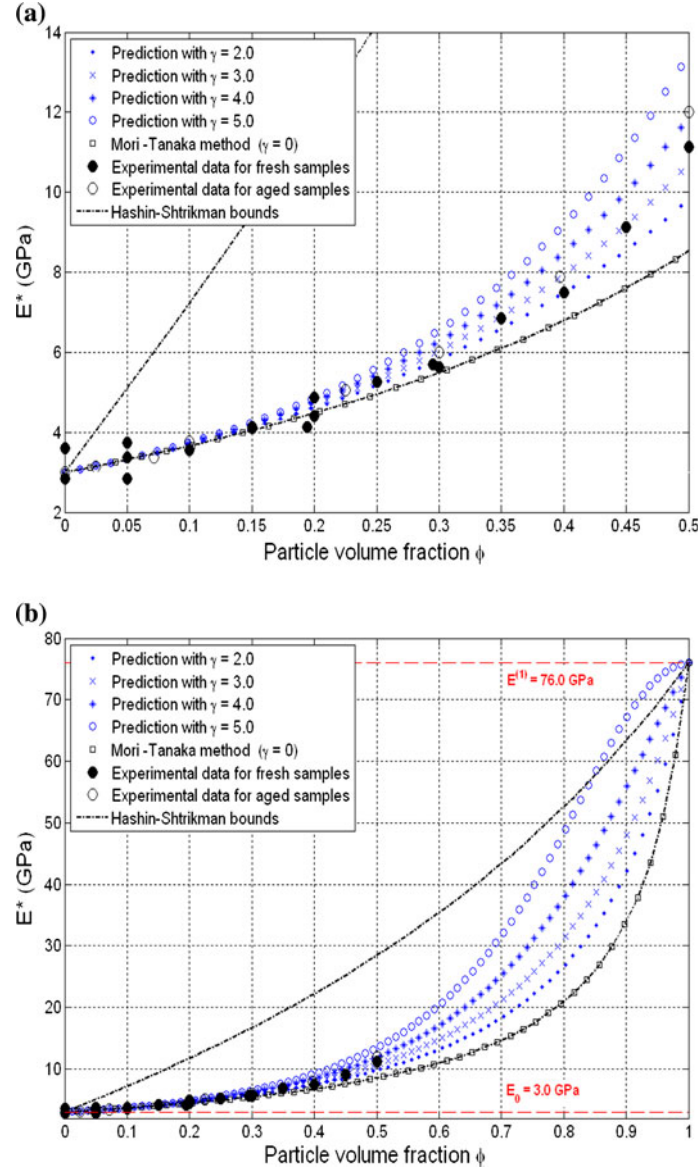 (a)
14
12
10
8
6
4
2
E* (GPa)
Prediction with γ = 2.0
Prediction with γ = 3.0
Prediction with γ = 4.0
Prediction with γ = 5.0
Mori -Tanaka method (γ = 0)
Experimental data for fresh samples
Experimental data for aged samples
Hashin-Shtrikman bounds
0 0.05 0.1 0.15 0.2 0.25 0.3 0.35 0.4 0.45 0.5
Particle volume fraction ϕ
(b)
80
70
60
50
40
30
20
10
E* (GPa)
Prediction with γ = 2.0
Prediction with γ = 3.0
Prediction with γ = 4.0
Prediction with γ = 5.0
Mori -Tanaka method (γ = 0)
Experimental data for fresh samples
Experimental data for aged samples
Hashin-Shtrikman bounds
E(1) = 76.0 GPa
E0 = 3.0 GPa
0 0.1 0.2 0.3 0.4 0.5 0.6 0.7 0.8 0.9 1
Particle volume fraction ϕ